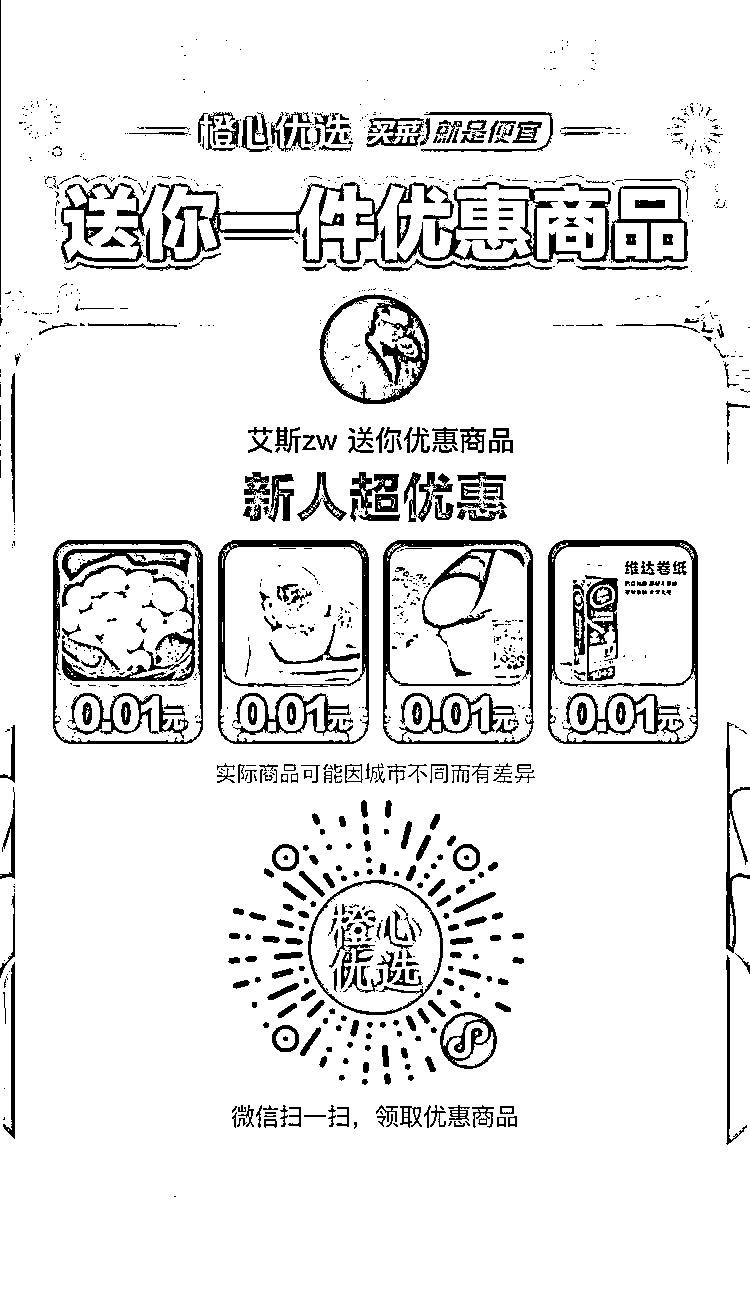 橙心优选 买菜 就是便宜
送你一件优惠商品
艾斯zw 送你优惠商品
新人超优惠
维达卷纸
0.01元 0.01元 0.01元 0.01元
实际商品可能因城市不同而有差异
橙心
优选
微信扫一扫，领取优惠商品